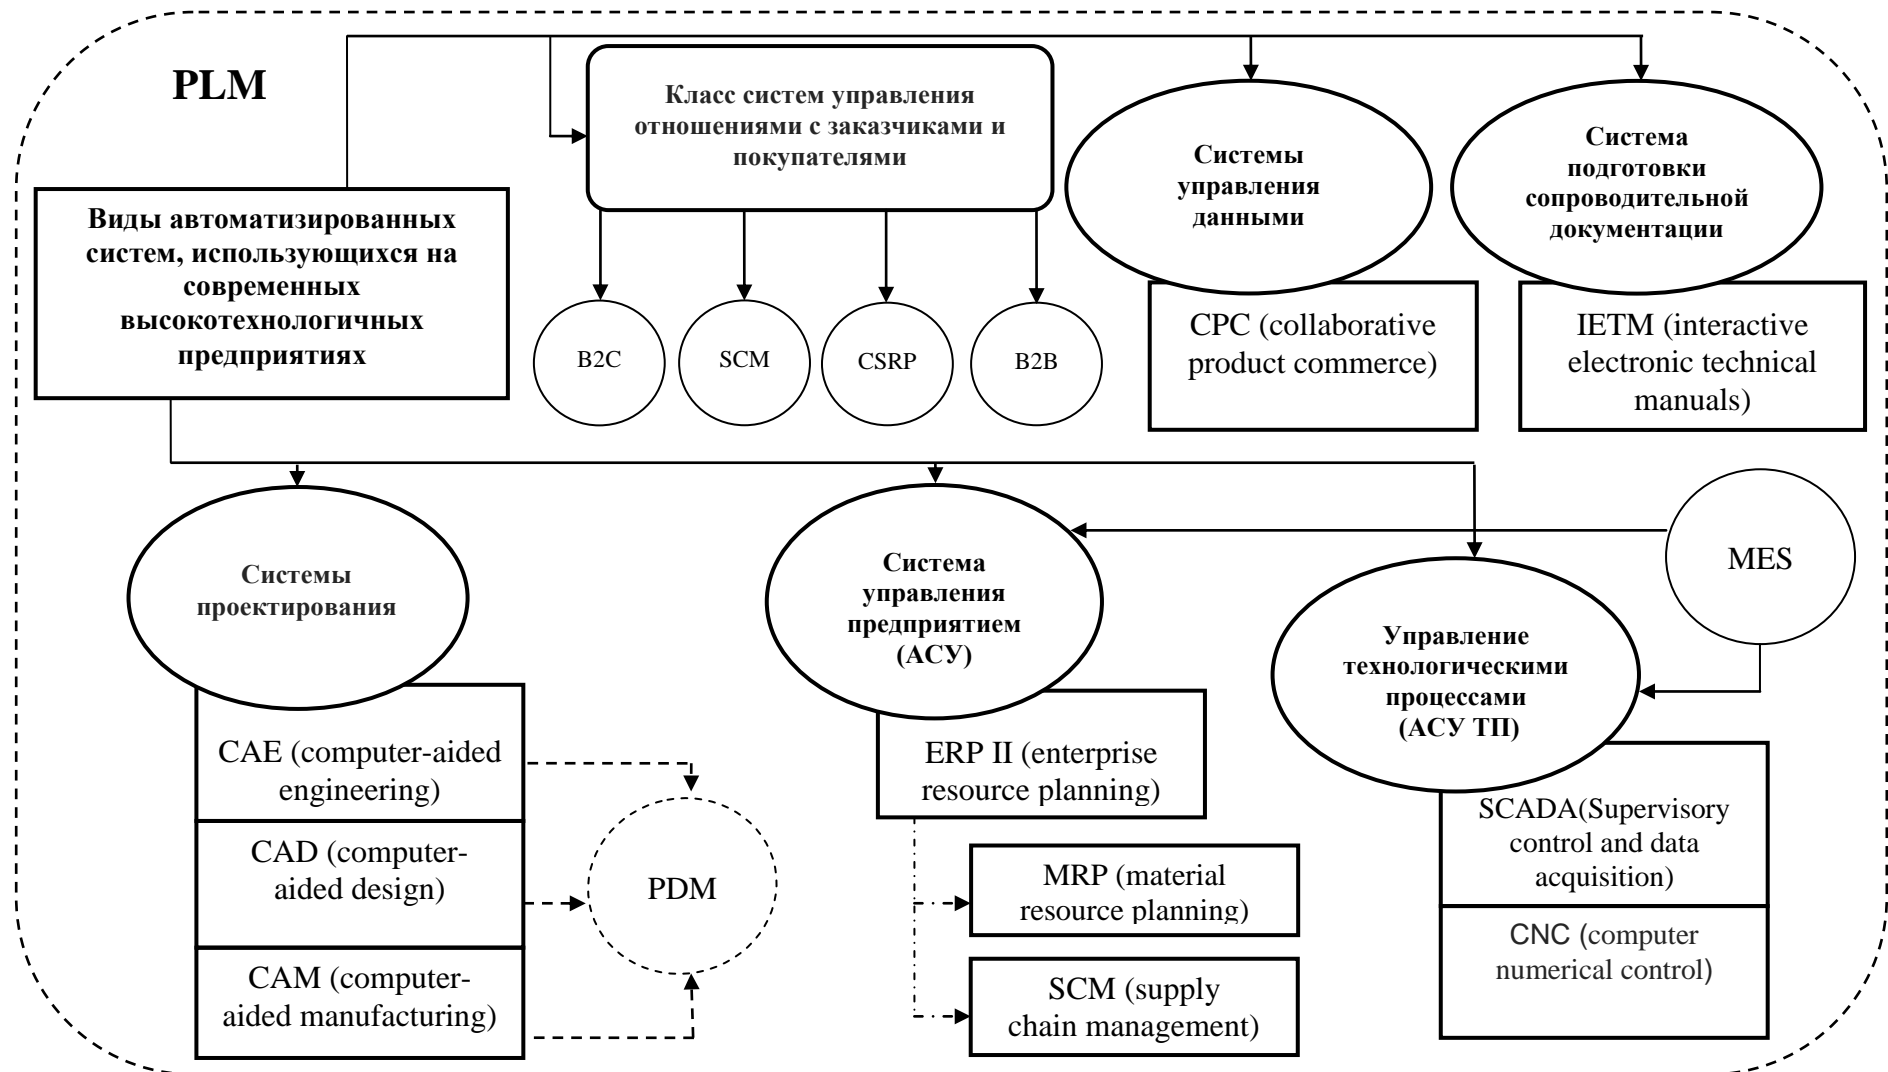 PLM
Класс систем управления
отношениями с заказчиками и
покупателями
Системы
управления
данными
Система
подготовки
сопроводительной
документации
Виды автоматизированных
систем, использующихся на
современных
высокотехнологичных
предприятиях
B2C
SCM
CSRP
B2B
CPC (collaborative
product commerce)
IETM (interactive
electronic technical
manuals)
Системы
проектирования
Система
управления
предприятием
(АСУ)
Управление
технологическими
процессами
(АСУ ТП)
MES
CAE (computer-aided
engineering)
CAD (computer-
aided design)
CAM (computer-
aided manufacturing)
PDM
ERP II (enterprise
resource planning)
MRP (material
resource planning)
SCM (supply
chain management)
SCADA(Supervisory
control and data
acquisition)
CNC (computer
numerical control)